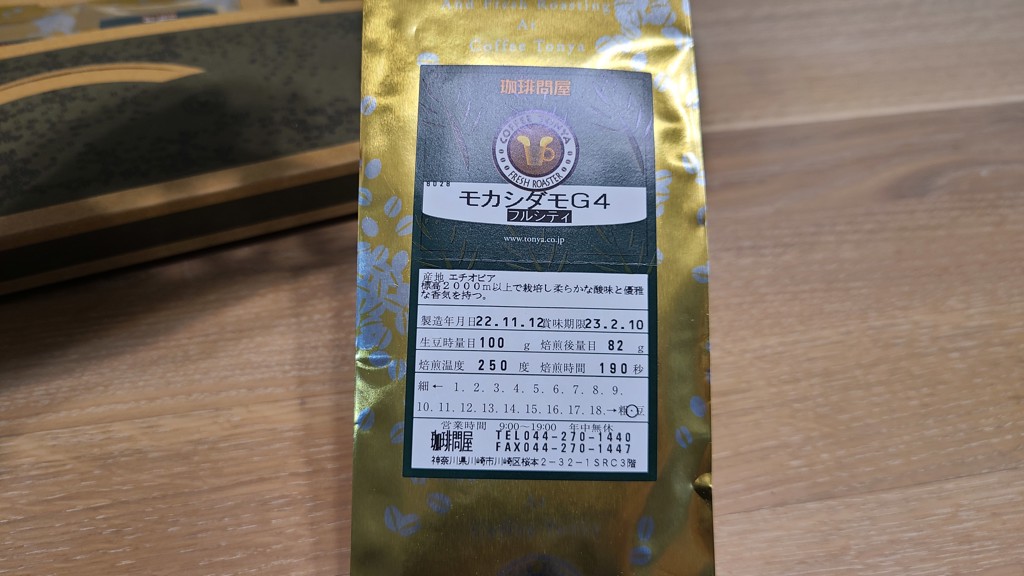 And Fresh Roasting
At
Coffee Tonya
珈琲問屋
COFFEE TONYA
FRESH ROASTER
8028
モカシダモG4
フルシティ
www.tonya.co.jp
産地 エチオピア
標高2000m以上で栽培し柔らかな酸味と優雅
な香気を持つ。
製造年月日22.11.12賞味期限23.2.10
生豆時量目100 g 焙煎後量目 82 g
焙煎温度 250 度 焙煎時間 190秒
細← 1. 2. 3. 4. 5. 6. 7. 8. 9.
10. 11. 12. 13. 14. 15. 16. 17. 18.→粗 豆
営業時間 9:00〜19:00 年中無休
珈琲問屋 TEL044-270-1440
FAX044-270-1447
神奈川県川崎市川崎区桜本2-32-1SRC3階